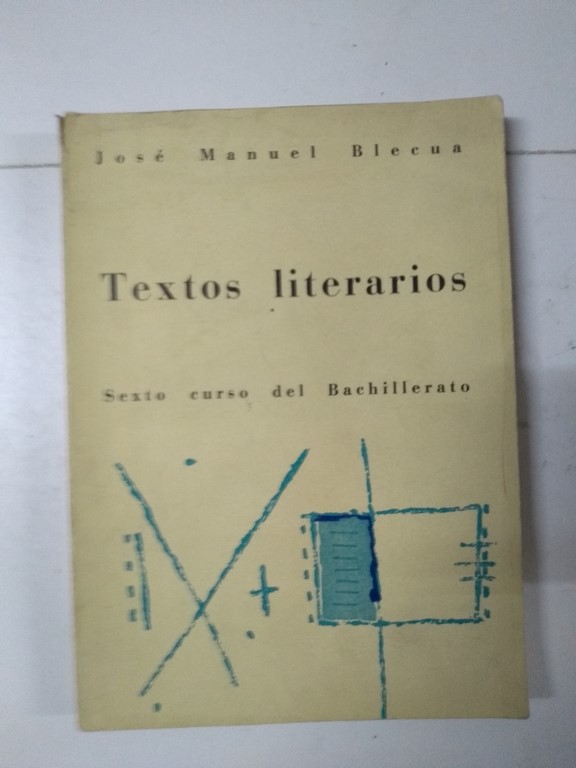 José Manuel Blecua
Textos literarios
Sexto curso del Bachillerato